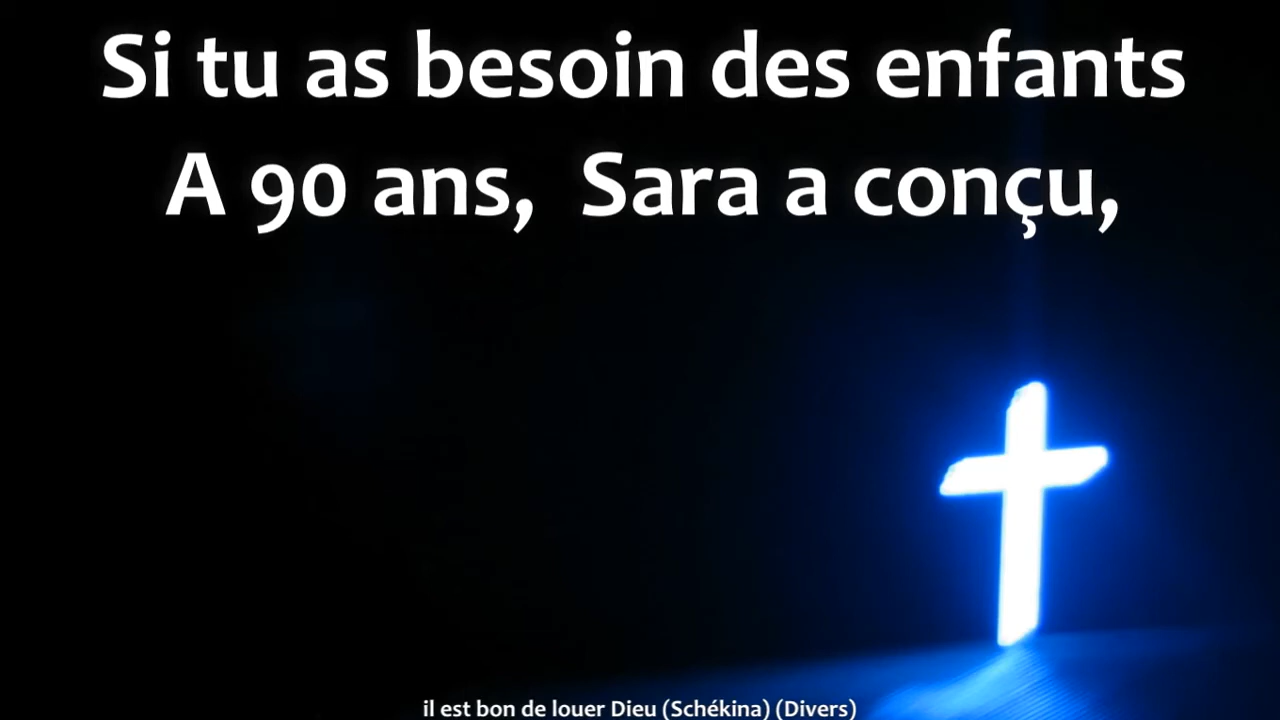 Si tu as besoin des enfants
A 90 ans, Sara a conçu,
il est bon de louer Dieu (Schékina) (Divers)